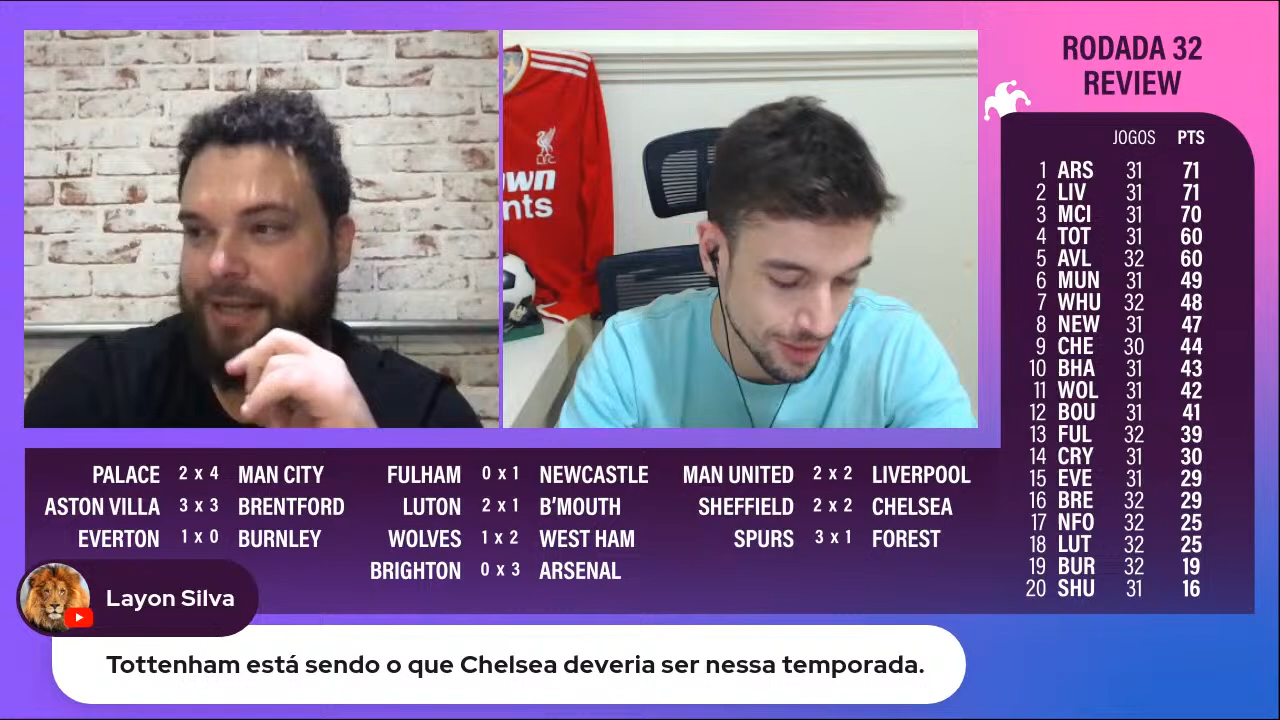 RODADA 32
REVIEW
JOGOS PTS
1 ARS 31 71
2 LIV 31 71
3 MCI 31 70
4 TOT 31 60
5 AVL 32 60
6 MUN 31 49
7 WHU 32 48
8 NEW 31 47
9 CHE 30 44
10 BHA 31 43
11 WOL 31 42
12 BOU 31 41
13 FUL 32 39
14 CRY 31 30
15 EVE 31 29
16 BRE 32 29
17 NFO 32 25
18 LUT 32 25
19 BUR 32 19
20 SHU 31 16
LFC
own
nts
PALACE 2 x 4 MAN CITY
ASTON VILLA 3 x 3 BRENTFORD
EVERTON 1 x 0 BURNLEY
FULHAM 0 x 1 NEWCASTLE
LUTON 2 x 1 B'MOUTH
WOLVES 1 x 2 WEST HAM
BRIGHTON 0 x 3 ARSENAL
MAN UNITED 2 x 2 LIVERPOOL
SHEFFIELD 2 x 2 CHELSEA
SPURS 3 x 1 FOREST
Layon Silva
Tottenham está sendo o que Chelsea deveria ser nessa temporada.